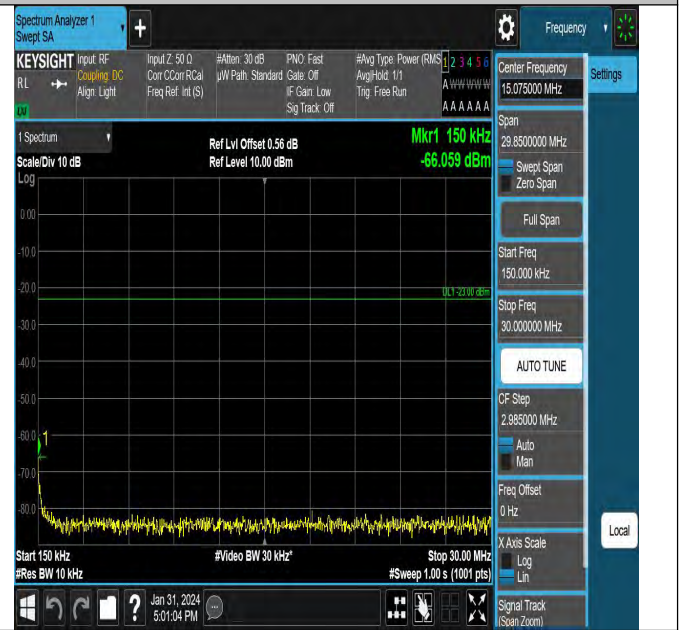 Spectrum Analyzer 1
Swept SA
+
Frequency
KEYSIGHT Input: RF Input Z: 50 Ω #Atten: 30 dB PNO: Fast #Avg Type: Power (RMS 1 2 3 4 5 6
RL Coupling: DC Corr CCorr RCal µW Path: Standard Gate: Off Avg|Hold: 1/1 A W W W W W
Align: Light Freq Ref: Int (S) IF Gain: Low Trig: Free Run
Sig Track: Off A A A A A A
1 Spectrum
Scale/Div 10 dB
Ref Lvl Offset 0.56 dB
Ref Level 10.00 dBm
Mkr1 150 kHz
-66.059 dBm
Log
0.00
-10.0
-20.0
DL1 -23.00 dBm
-30.0
-40.0
-50.0
-60.0
1
-70.0
-80.0
Start 150 kHz #Video BW 30 kHz* Stop 30.00 MHz
#Res BW 10 kHz #Sweep 1.00 s (1001 pts)
?
Jan 31, 2024
5:01:04 PM
Center Frequency
15.075000 MHz
Settings
Span
29.8500000 MHz
Swept Span
Zero Span
Full Span
Start Freq
150.000 kHz
Stop Freq
30.000000 MHz
AUTO TUNE
CF Step
2.985000 MHz
Auto
Man
Freq Offset
0 Hz
Local
X Axis Scale
Log
Lin
Signal Track
(Span Zoom)